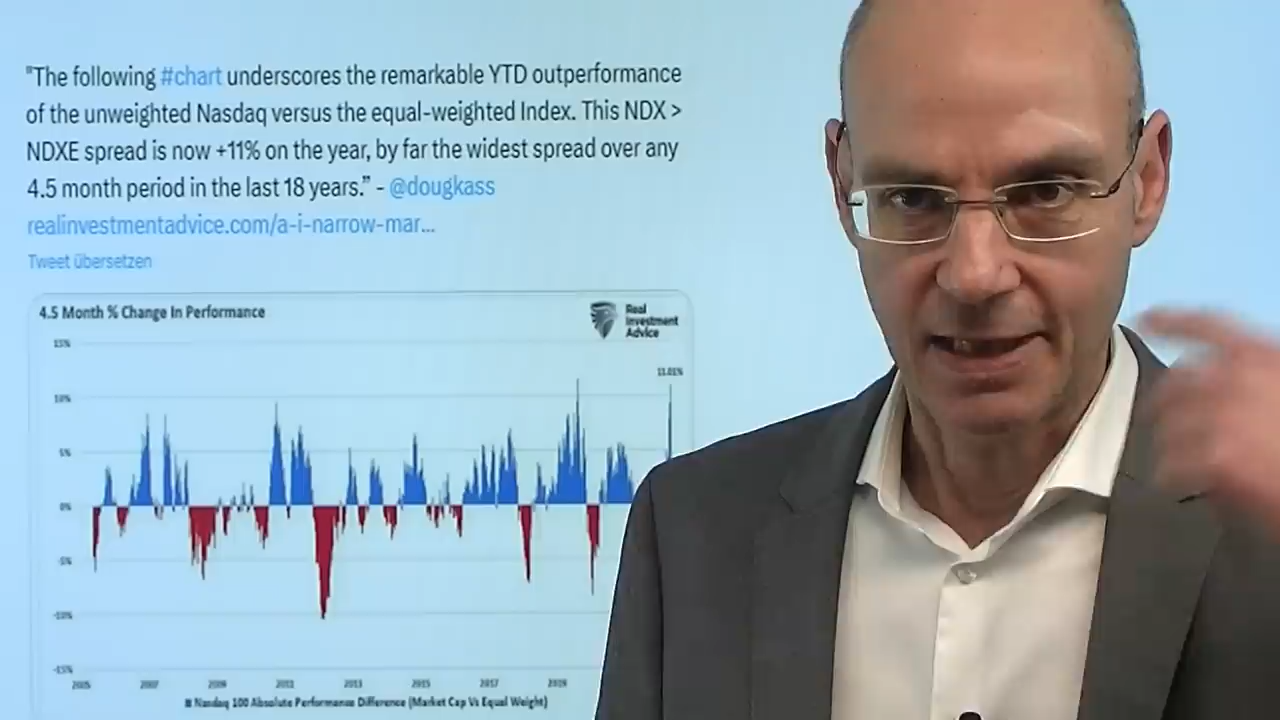 "The following #chart underscores the remarkable YTD outperformance
of the unweighted Nasdaq versus the equal-weighted Index. This NDX >
NDXE spread is now +11% on the year, by far the widest spread over any
4.5 month period in the last 18 years." - @dougkass
realinvestmentadvice.com/a-i-narrow-mar...
Tweet übersetzen
4.5 Month % Change In Performance
Real
Investment
Advice
15%
11.01%
10%
5%
0%
-5%
-10%
-15%
2005 2007 2009 2011 2013 2015 2017 2019
Nasdaq 100 Absolute Performance Difference (Market Cap Vs Equal Weight)